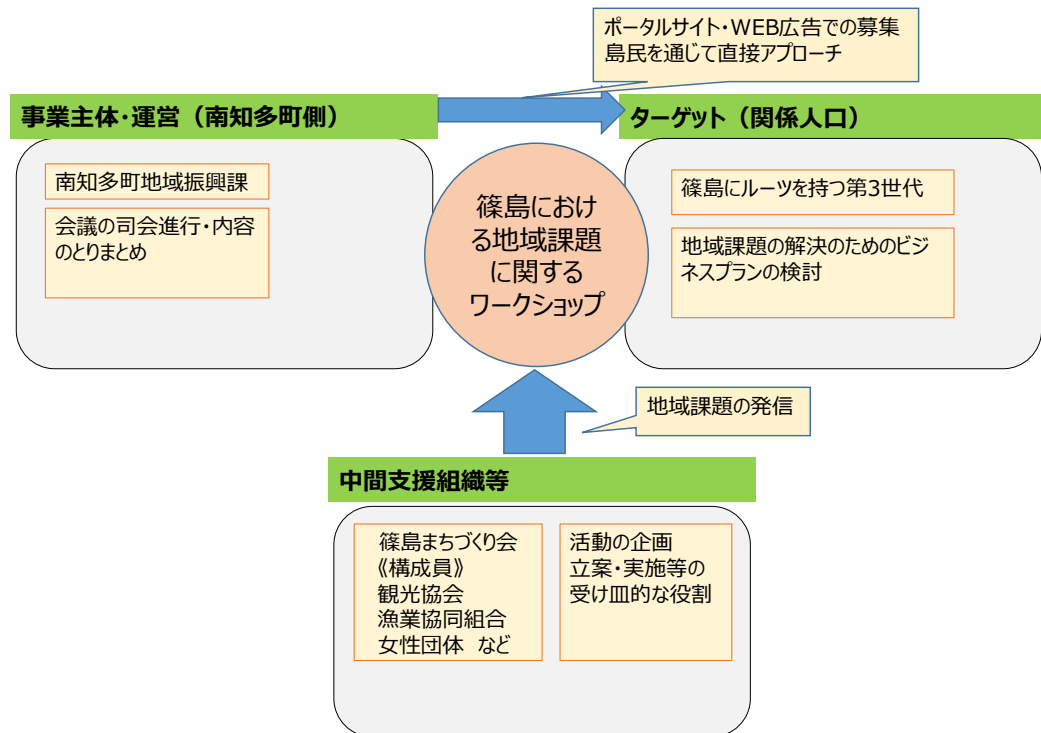 ポータルサイト・WEB広告での募集
島民を通じて直接アプローチ
事業主体・運営（南知多町側）
ターゲット（関係人口）
南知多町地域振興課
会議の司会進行・内容
のとりまとめ
篠島におけ
る地域課題
に関する
ワークショップ
篠島にルーツを持つ第3世代
地域課題の解決のためのビジ
ネスプランの検討
地域課題の発信
中間支援組織等
篠島まちづくり会
《構成員》
観光協会
漁業協同組合
女性団体 など
活動の企画
立案・実施等の
受け皿的な役割